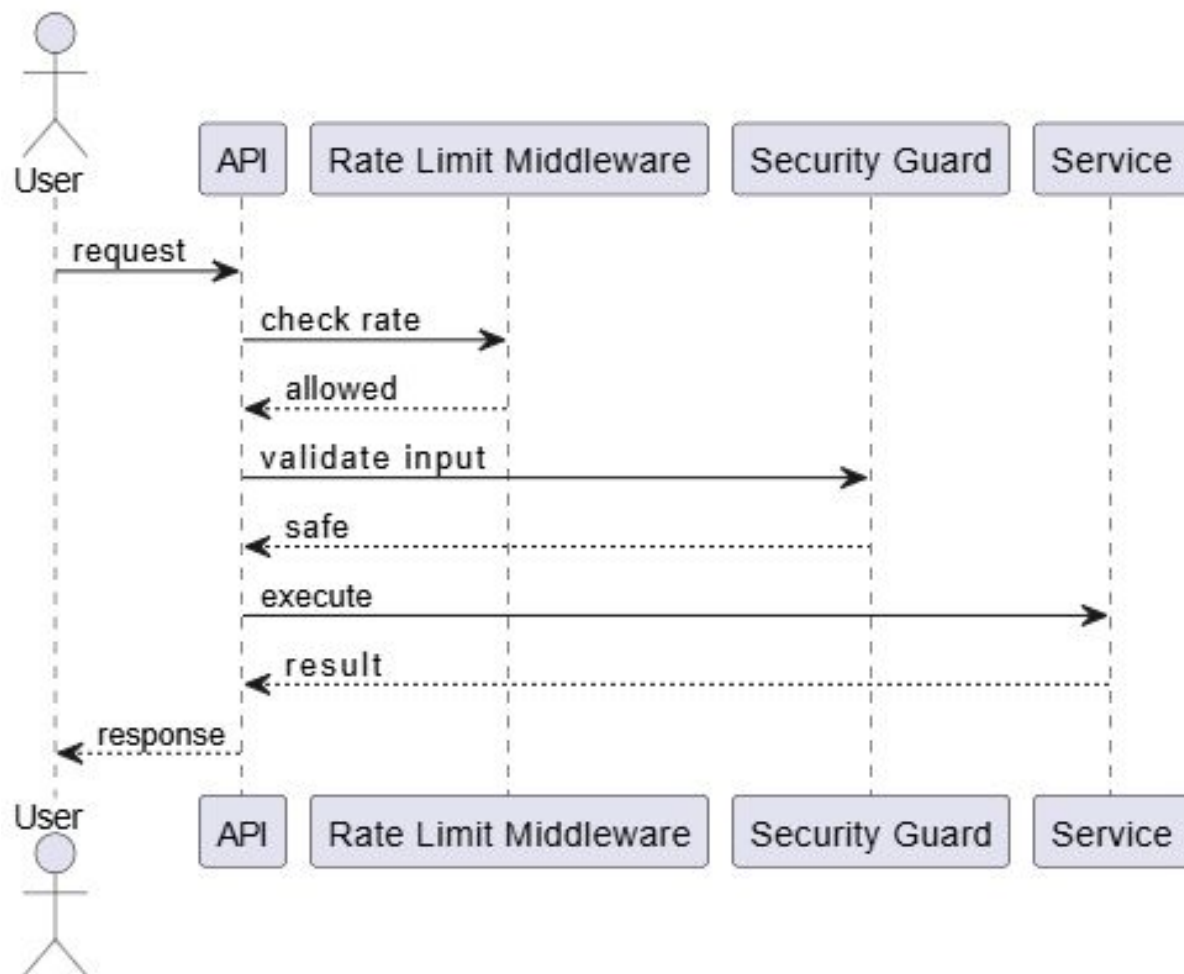 User
API
Rate Limit Middleware
Security Guard
Service
request
check rate
allowed
validate input
safe
execute
result
response
User
API
Rate Limit Middleware
Security Guard
Service